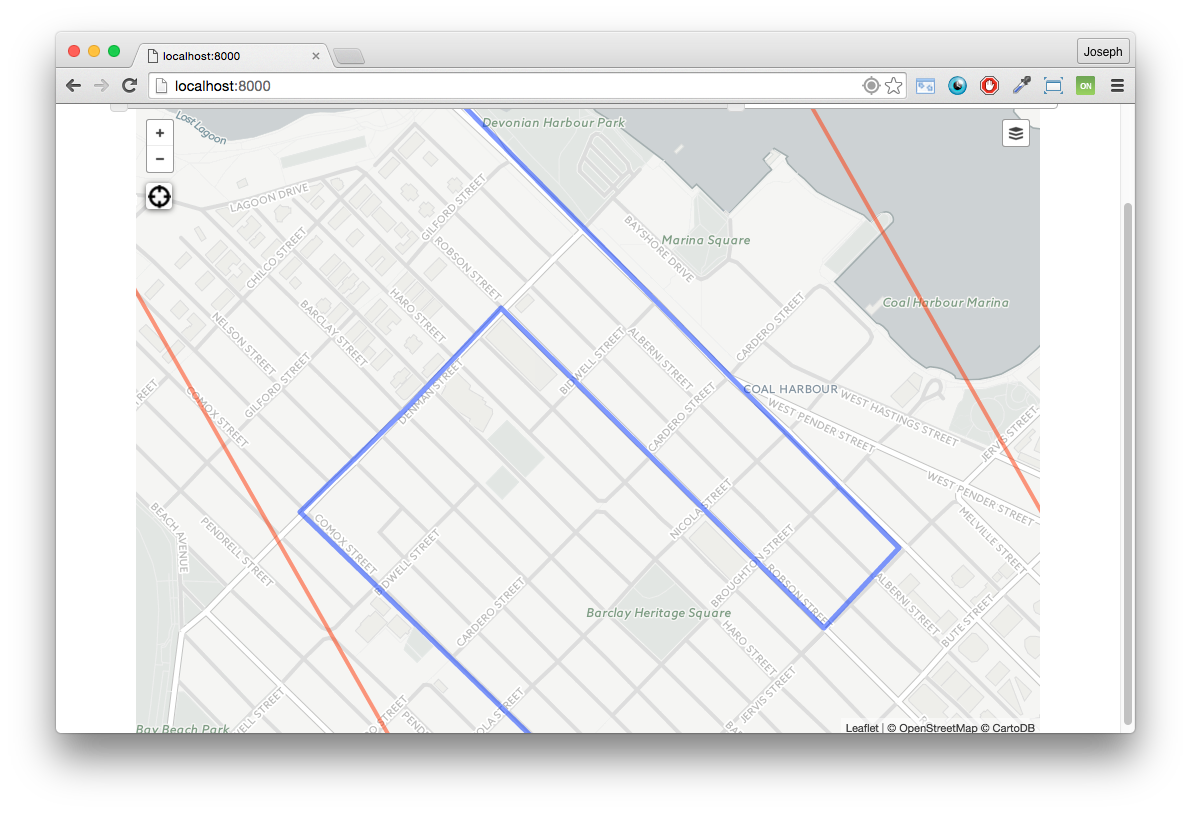 localhost:8000
Joseph
localhost:8000
ON
+
−
Lost Lagoon
Devonian Harbour Park
LAGOON DRIVE
GILFORD STREET
BAYSHORE DRIVE
Marina Square
CHILCO STREET
ROBSON STREET
Coal Harbour Marina
HARO STREET
BARCLAY STREET
NELSON STREET
CARDERO STREET
BIDWELL STREET
ALBERNI STREET
COAL HARBOUR
GILFORD STREET
DENMAN STREET
COMOX STREET
CARDERO STREET
WEST HASTINGS STREET
WEST PENDER STREET
JERVIS STREET
WEST PENDER STREET
NICOLA STREET
BEACH AVENUE
PENDRELL STREET
COMOX STREET
BIDWELL STREET
MELVILLE STREET
BROUGHTON STREET
ROBSON STREET
ALBERNI STREET
CARDERO STREET
Barclay Heritage Square
BUTE STREET
HARO STREET
JERVIS STREET
Bay Beach Park
Leaflet | © OpenStreetMap © CartoDB